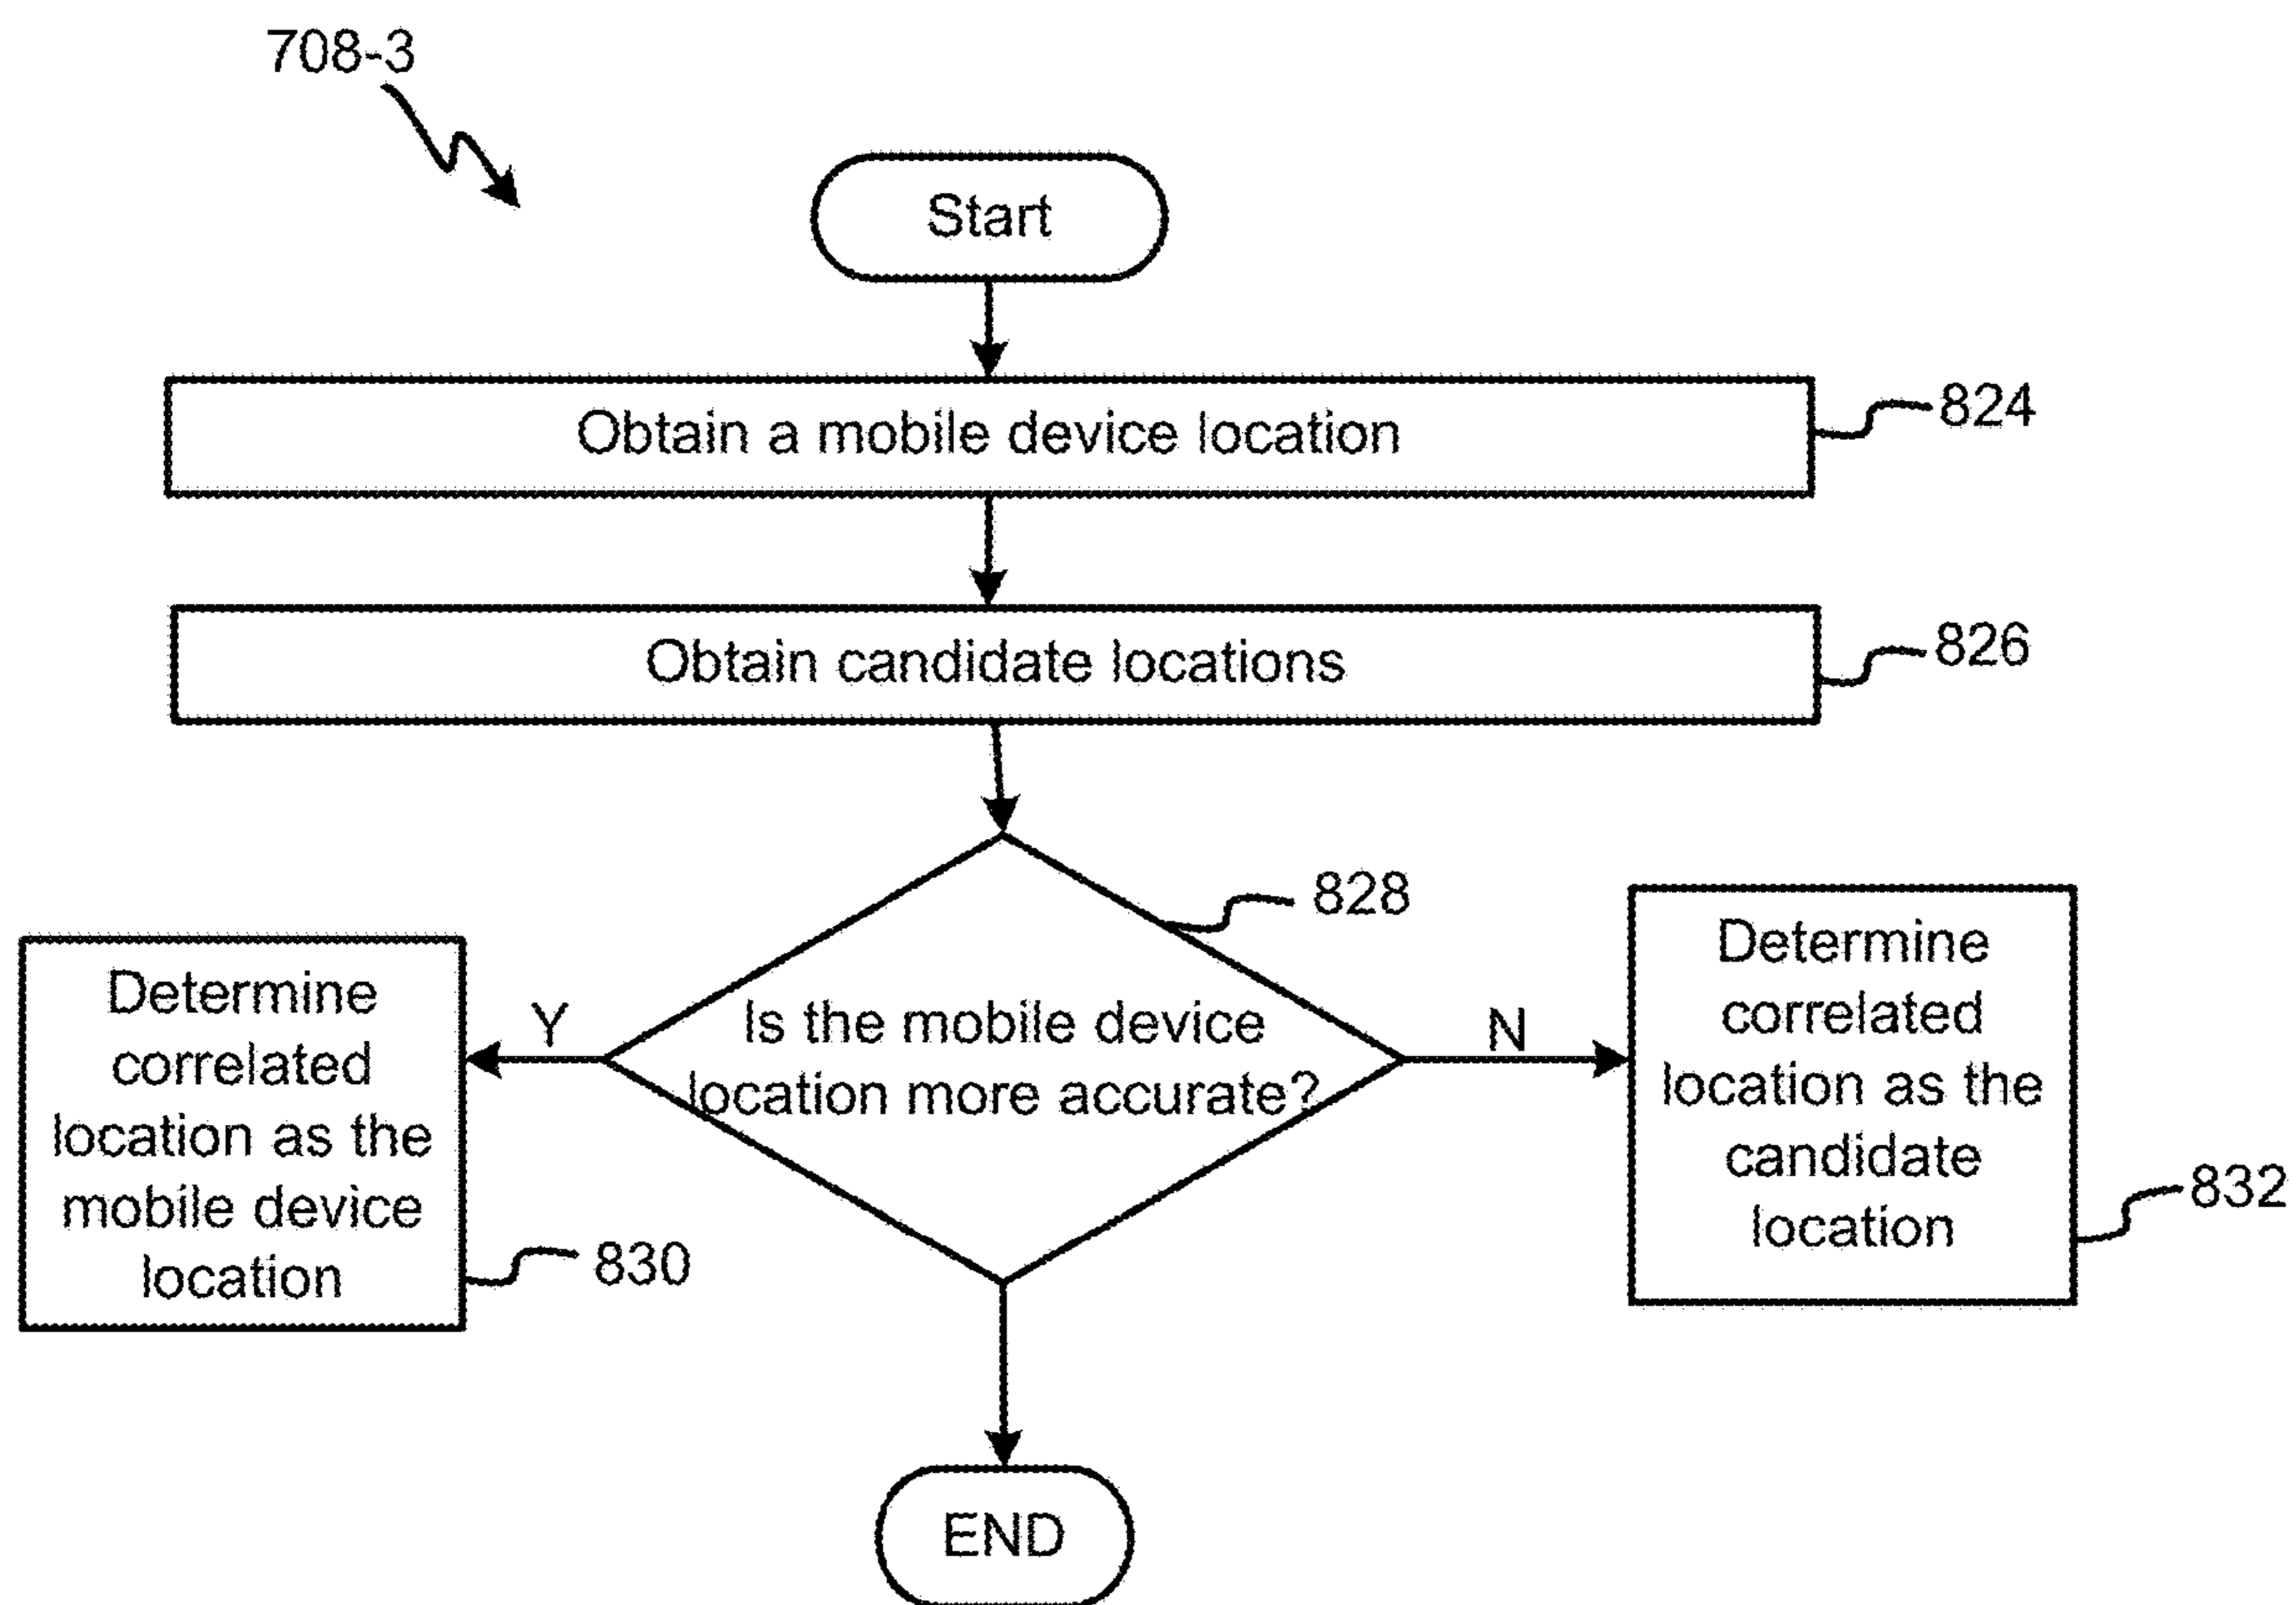 708-3
Start
Obtain a mobile device location
824
Obtain candidate locations
826
828
Is the mobile device
location more accurate?
Y
N
Determine
correlated
location as the
mobile device
location
830
Determine
correlated
location as the
candidate
location
832
END